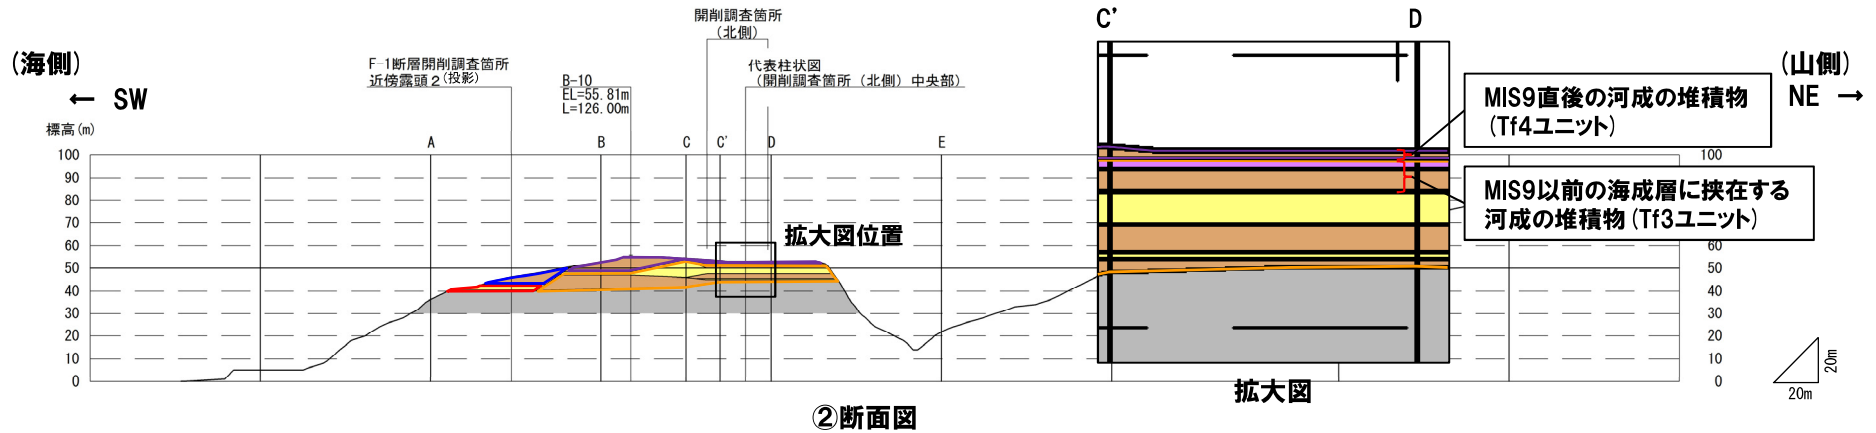 開削調査箇所
(北側)
C'
D
(海側)
F-1断層開削調査箇所
近傍露頭2(投影)
代表柱状図
(開削調査箇所(北側)中央部)
(山側)
← SW
B-10
EL=55.81m
L=126.00m
MIS9直後の河成の堆積物
(Tf4ユニット)
NE →
標高(m)
A
B
C
C'
D
E
100
90
80
70
60
50
40
30
20
10
0
拡大図位置
MIS9以前の海成層に挟在する
河成の堆積物(Tf3ユニット)
100
60
50
40
30
20
10
0
20m
20m
拡大図
②断面図